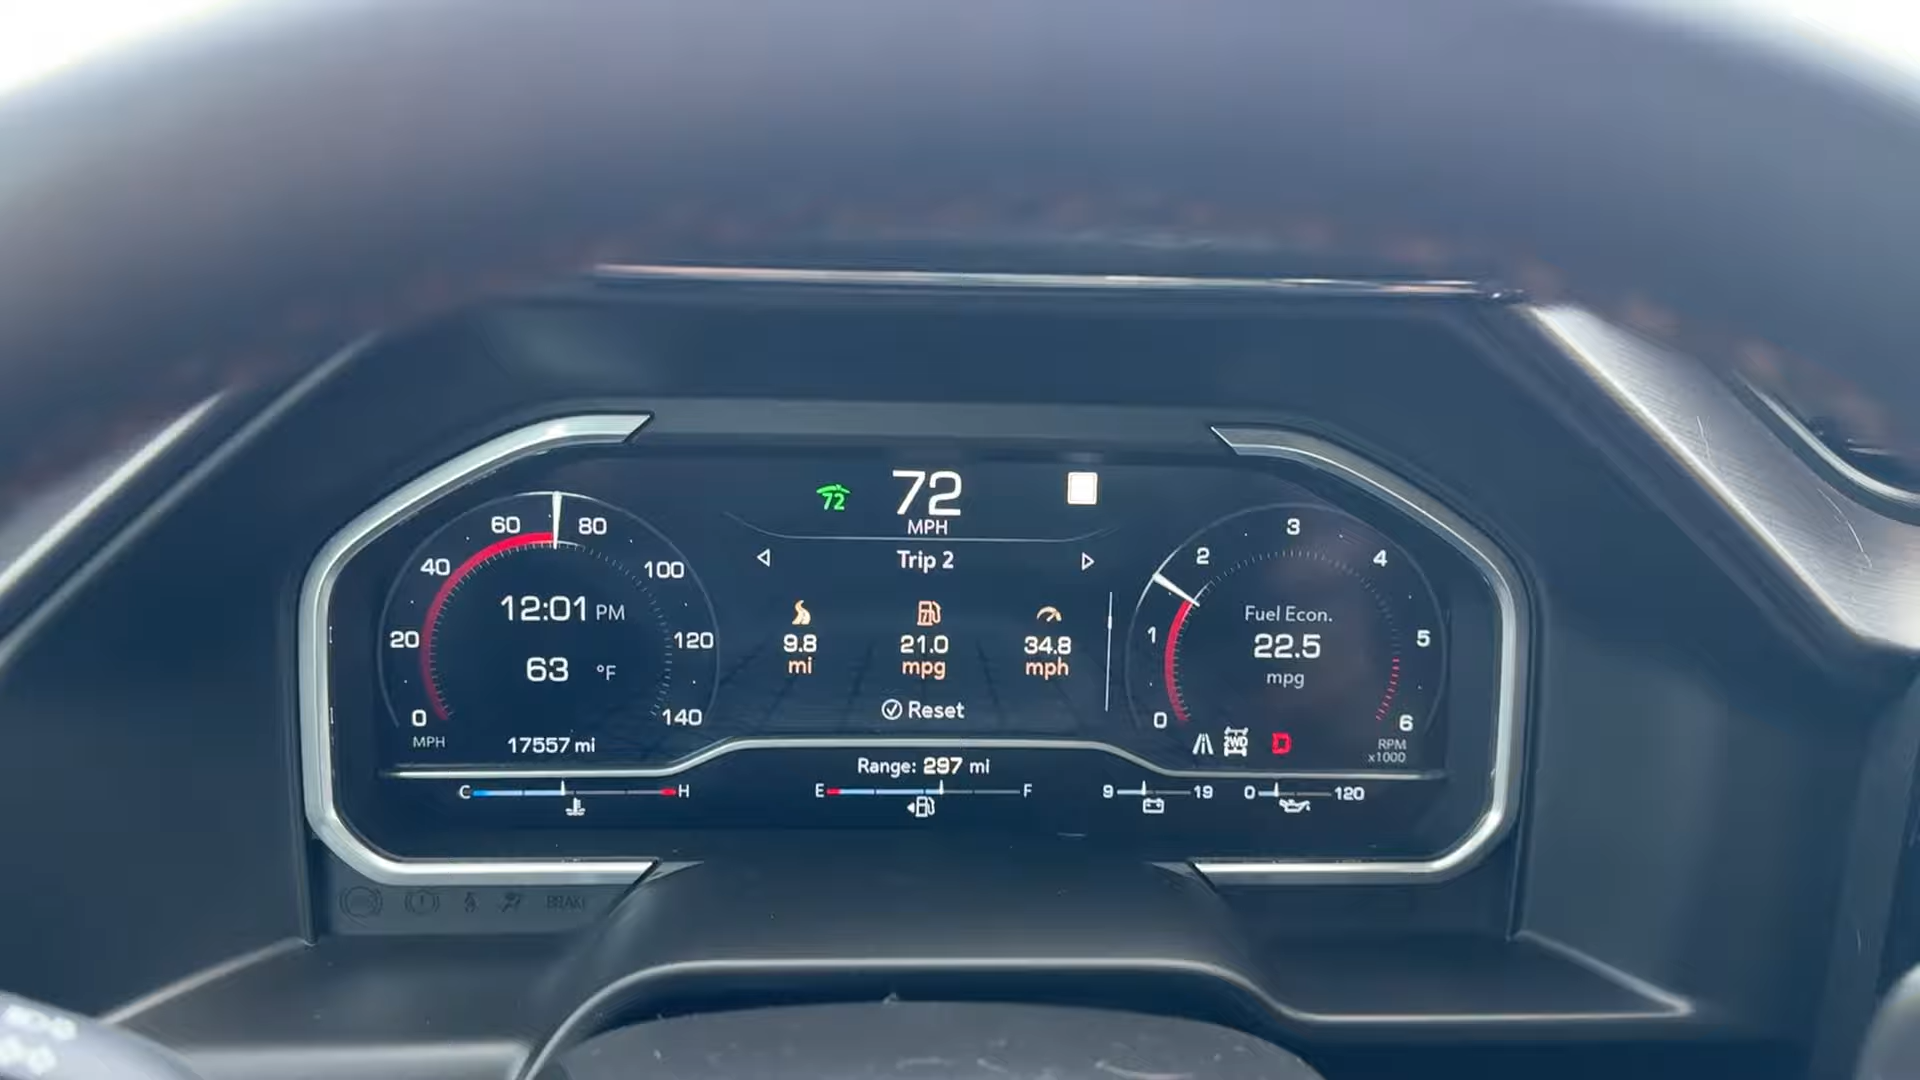 72
72
MPH
Trip 2
60
80
40
100
20
120
0
140
MPH
12:01 PM
63 °F
17557 mi
9.8
mi
21.0
mpg
34.8
mph
Reset
3
2
4
1
5
0
6
Fuel Econ.
22.5
mpg
2WD
D
RPM
x1000
Range: 297 mi
C
H
E
F
9
19
0
120
BRAKE